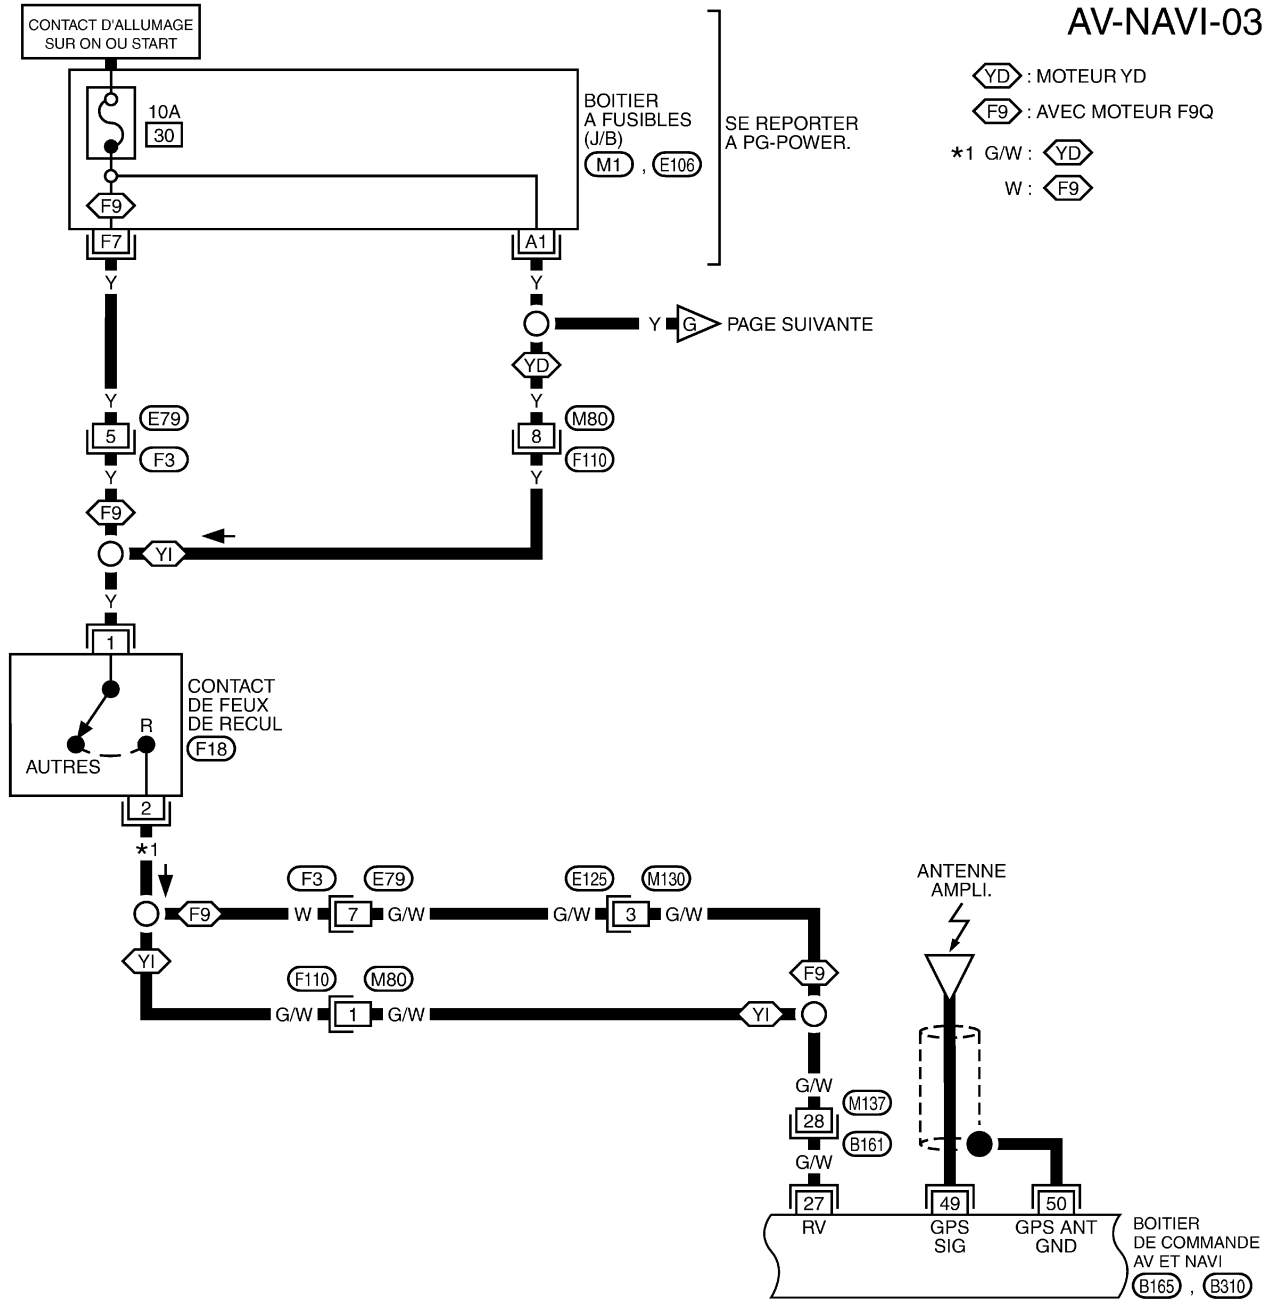 AV-NAVI-03
CONTACT D'ALLUMAGE
SUR ON OU START
10A
30
BOITIER
A FUSIBLES
(J/B)
M1 , E106
SE REPORTER
A PG-POWER.
YD : MOTEUR YD
F9 : AVEC MOTEUR F9Q
*1 G/W : YD
W : F9
F9
F7
A1
Y
Y
Y
G
PAGE SUIVANTE
YD
Y
Y
5
E79
F3
8
M80
F110
Y
Y
F9
YI
Y
1
CONTACT
DE FEUX
DE RECUL
F18
R
AUTRES
2
*1
F9
W
F3
7
E79
G/W
G/W
E125
3
M130
G/W
YI
F110
G/W
1
M80
G/W
YI
F9
G/W
28
M137
B161
G/W
ANTENNE
AMPLI.
27
49
50
RV
GPS
SIG
GPS ANT
GND
BOITIER
DE COMMANDE
AV ET NAVI
B165 , B310